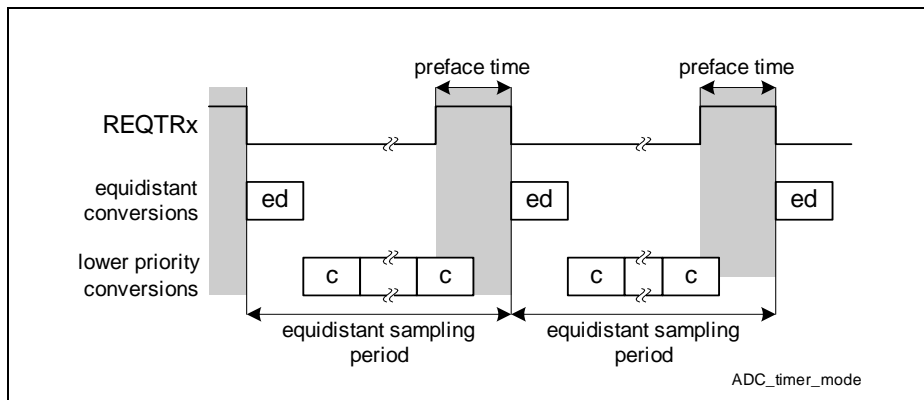 preface time
preface time
REQTRx
equidistant
conversions
ed
ed
ed
lower priority
conversions
c
c
c
c
equidistant sampling
period
equidistant sampling
period
ADC_timer_mode